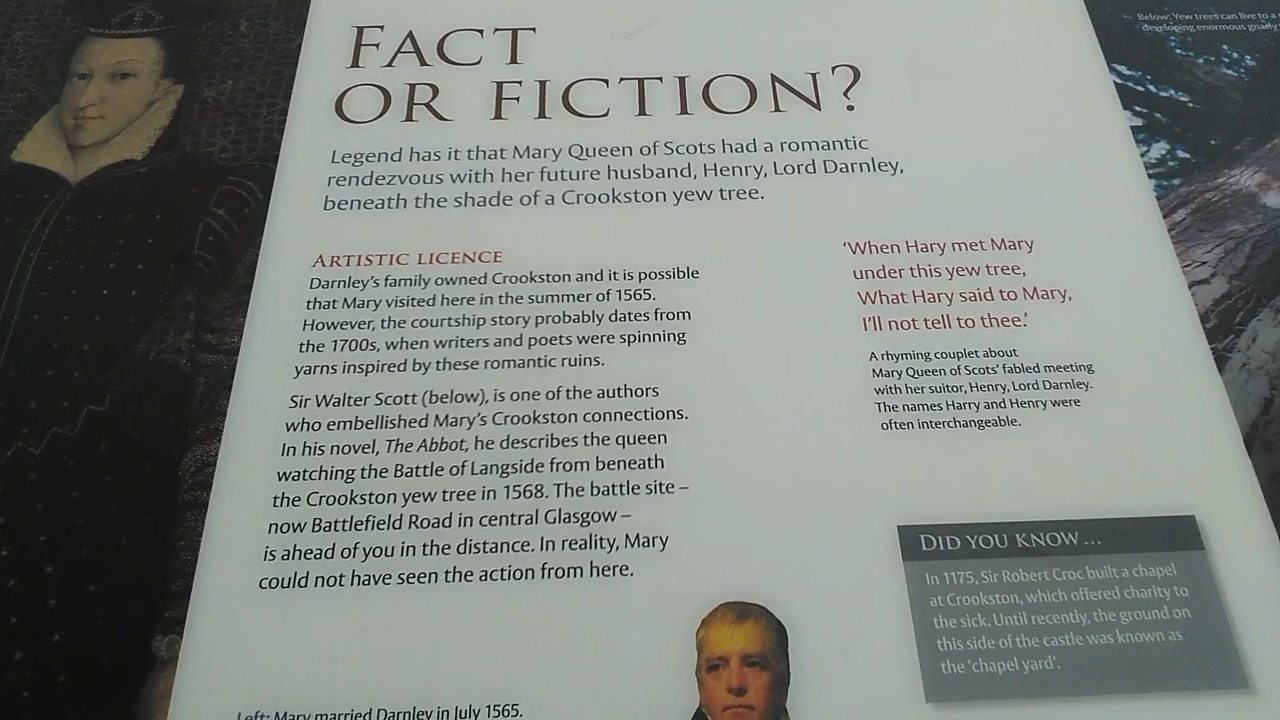 FACT
OR FICTION?
Legend has it that Mary Queen of Scots had a romantic
rendezvous with her future husband, Henry, Lord Darnley,
beneath the shade of a Crookston yew tree.
ARTISTIC LICENCE
Darnley's family owned Crookston and it is possible
that Mary visited here in the summer of 1565.
However, the courtship story probably dates from
the 1700s, when writers and poets were spinning
yarns inspired by these romantic ruins.
Sir Walter Scott (below), is one of the authors
who embellished Mary's Crookston connections.
In his novel, The Abbot, he describes the queen
watching the Battle of Langside from beneath
the Crookston yew tree in 1568. The battle site –
now Battlefield Road in central Glasgow –
is ahead of you in the distance. In reality, Mary
could not have seen the action from here.
Left: Mary married Darnley in July 1565.
'When Hary met Mary
under this yew tree,
What Hary said to Mary,
I'll not tell to thee.'
A rhyming couplet about
Mary Queen of Scots' fabled meeting
with her suitor, Henry, Lord Darnley.
The names Harry and Henry were
often interchangeable.
DID YOU KNOW...
In 1175, Sir Robert Croc built a chapel
at Crookston, which offered charity to
the sick. Until recently, the ground on
this side of the castle was known as
the 'chapel yard'.
Below: Yew trees can live to a
developing enormous gnarly